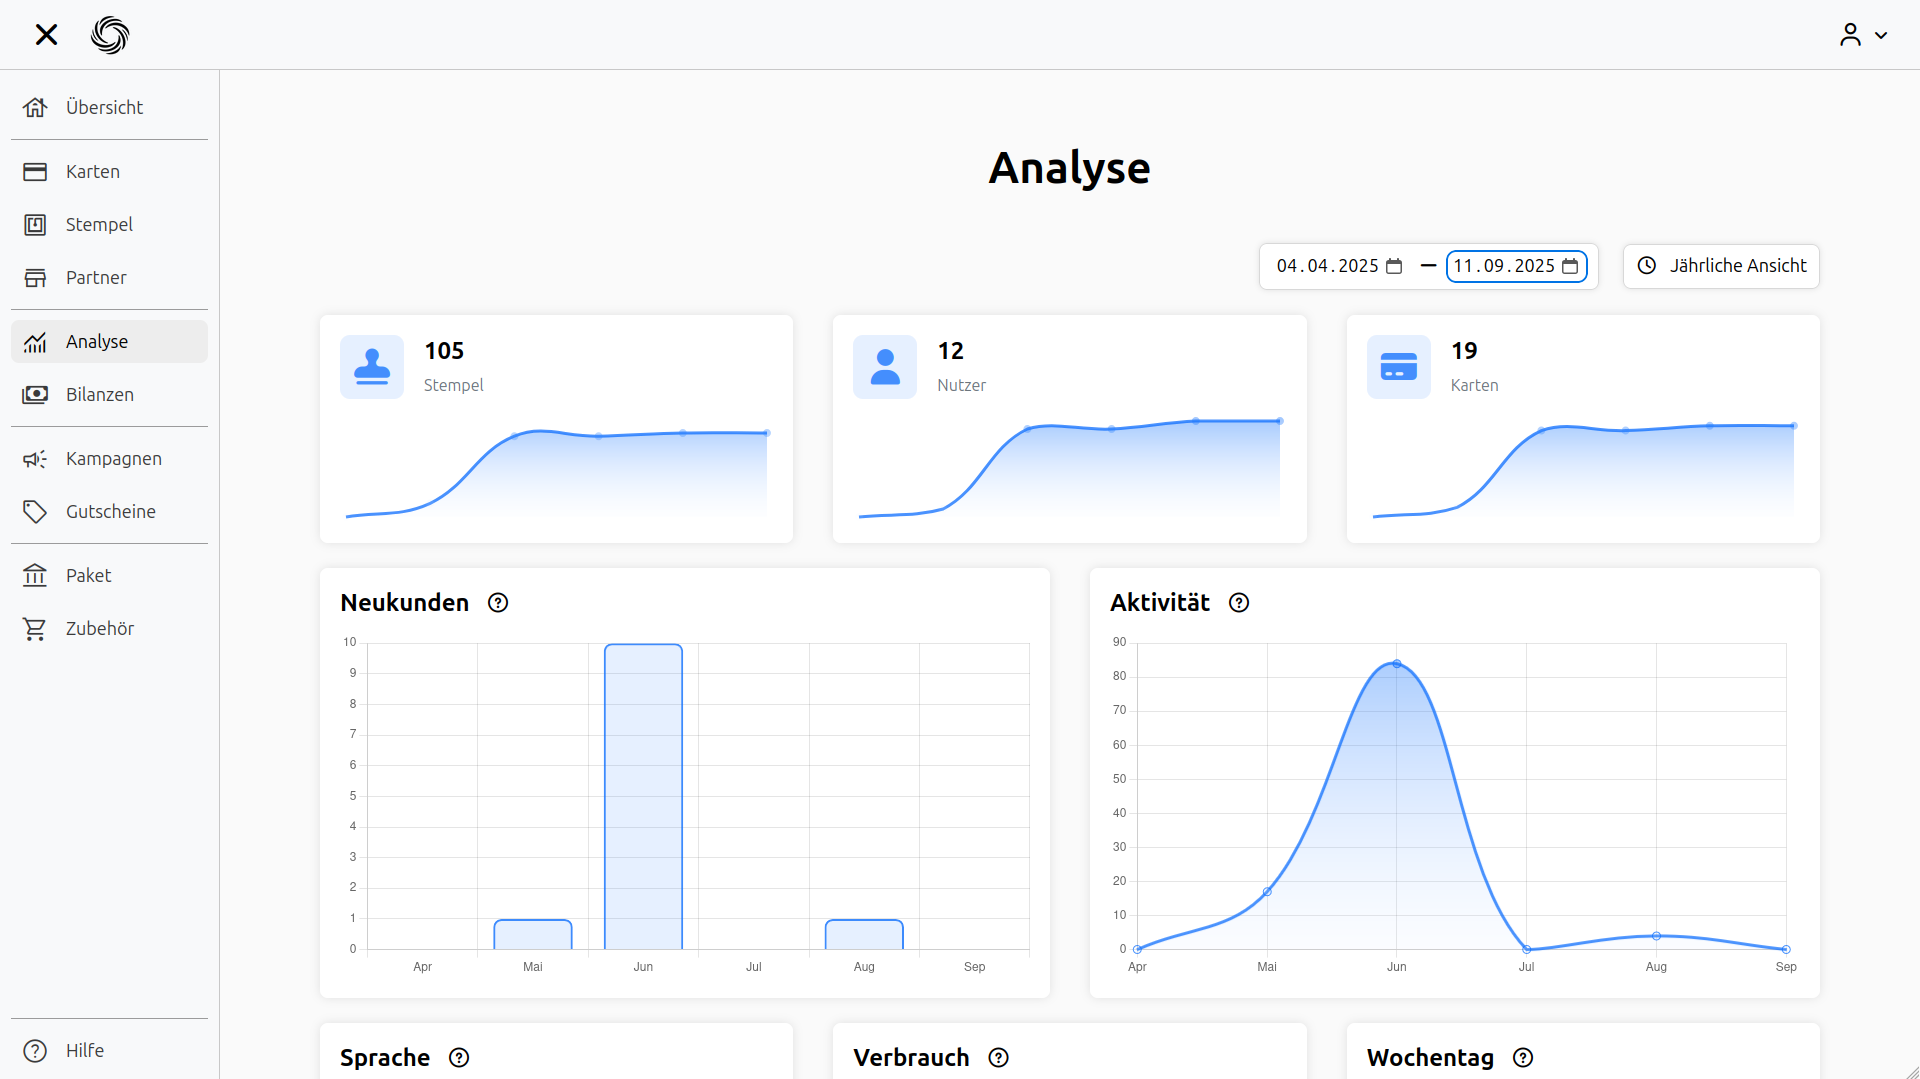 Übersicht
Karten
Stempel
Partner
Analyse
Bilanzen
Kampagnen
Gutscheine
Paket
Zubehör
Hilfe
Analyse
04.04.2025 — 11.09.2025
Jährliche Ansicht
105
Stempel
12
Nutzer
19
Karten
Neukunden
10
9
8
7
6
5
4
3
2
1
0
Apr Mai Jun Jul Aug Sep
Aktivität
90
80
70
60
50
40
30
20
10
0
Apr Mai Jun Jul Aug Sep
Sprache
Verbrauch
Wochentag